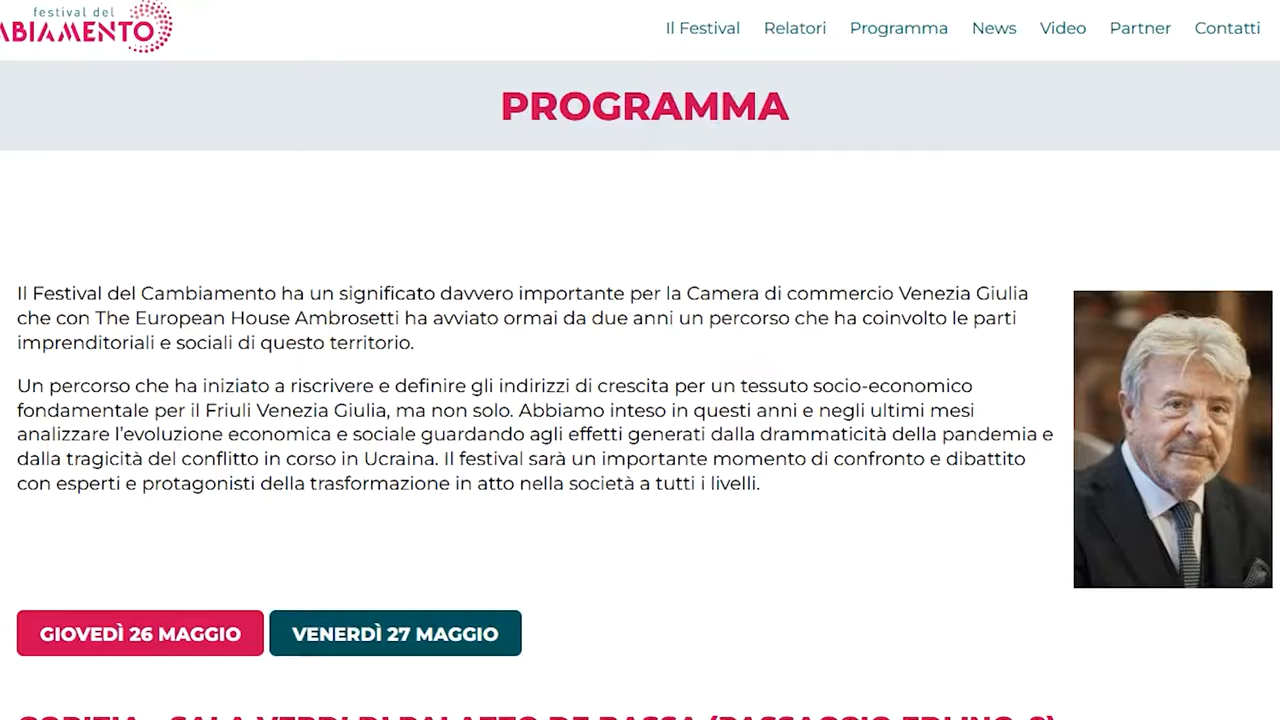 festival del
ABIAMENTO
Il Festival Relatori Programma News Video Partner Contatti
PROGRAMMA
Il Festival del Cambiamento ha un significato davvero importante per la Camera di commercio Venezia Giulia
che con The European House Ambrosetti ha avviato ormai da due anni un percorso che ha coinvolto le parti
imprenditoriali e sociali di questo territorio.
Un percorso che ha iniziato a riscrivere e definire gli indirizzi di crescita per un tessuto socio-economico
fondamentale per il Friuli Venezia Giulia, ma non solo. Abbiamo inteso in questi anni e negli ultimi mesi
analizzare l’evoluzione economica e sociale guardando agli effetti generati dalla drammaticità della pandemia e
dalla tragicità del conflitto in corso in Ucraina. Il festival sarà un importante momento di confronto e dibattito
con esperti e protagonisti della trasformazione in atto nella società a tutti i livelli.
GIOVEDÌ 26 MAGGIO VENERDÌ 27 MAGGIO